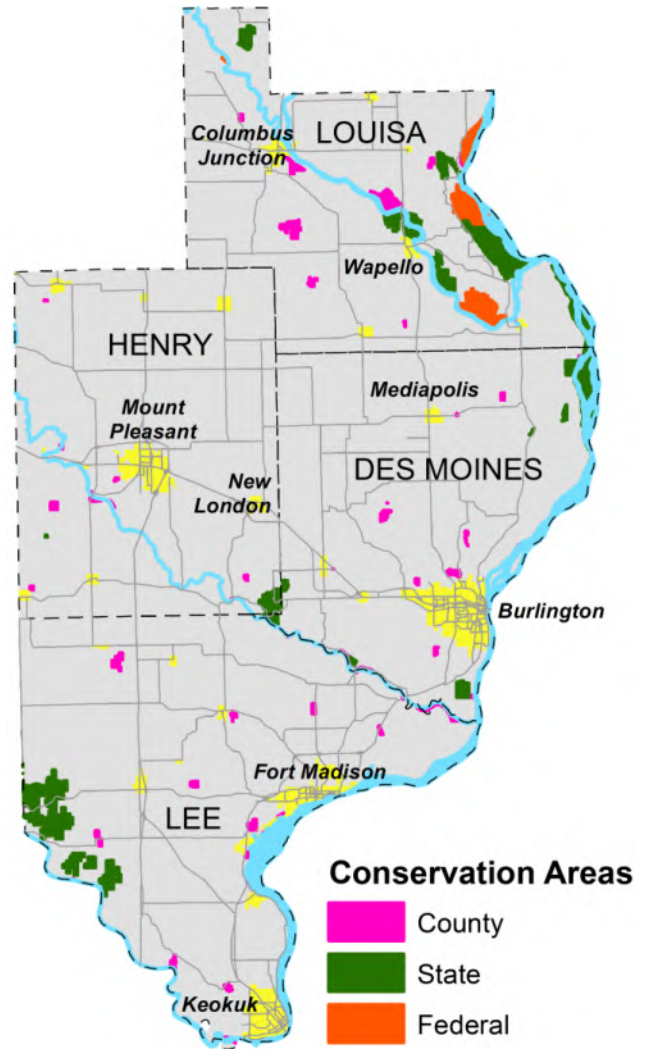 LOUISA
Columbus
Junction
Wapello
HENRY
Mediapolis
Mount
Pleasant
New
London
DES MOINES
Burlington
Fort Madison
LEE
Keokuk
Conservation Areas
County
State
Federal